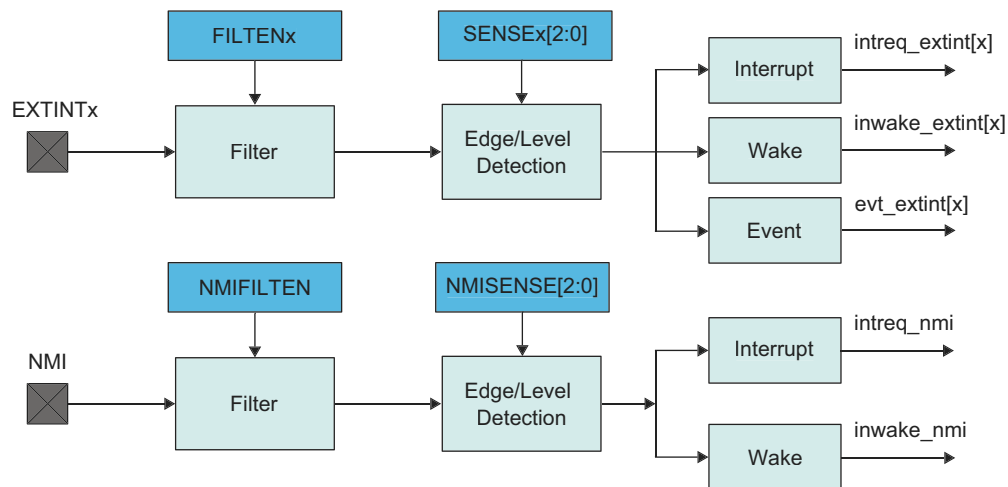 FILTENx
SENSEx[2:0]
intreq_extint[x]
Interrupt
EXTINTx
Filter
Edge/Level
Detection
inwake_extint[x]
Wake
evt_extint[x]
Event
NMIFILTEN
NMISENSE[2:0]
intreq_nmi
Interrupt
NMI
Filter
Edge/Level
Detection
inwake_nmi
Wake